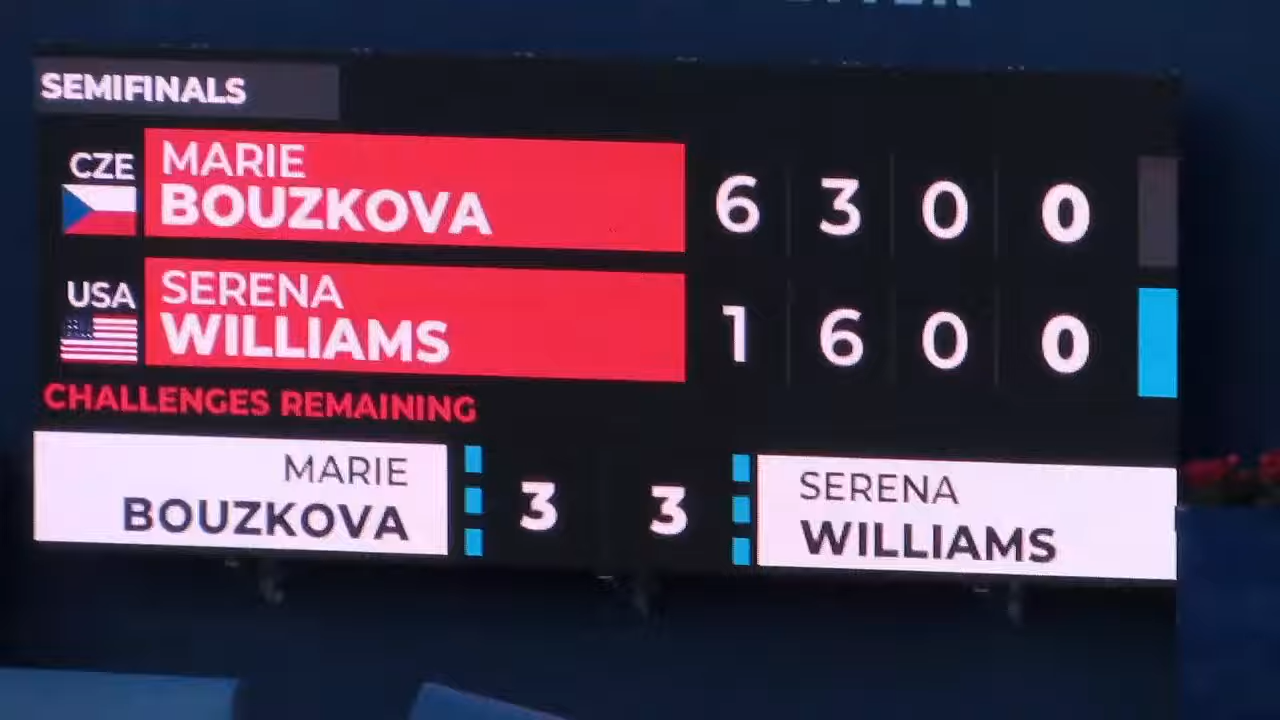 SEMIFINALS
CZE MARIE BOUZKOVA 6 3 0 0
USA SERENA WILLIAMS 1 6 0 0
CHALLENGES REMAINING
MARIE BOUZKOVA 3 3 SERENA WILLIAMS